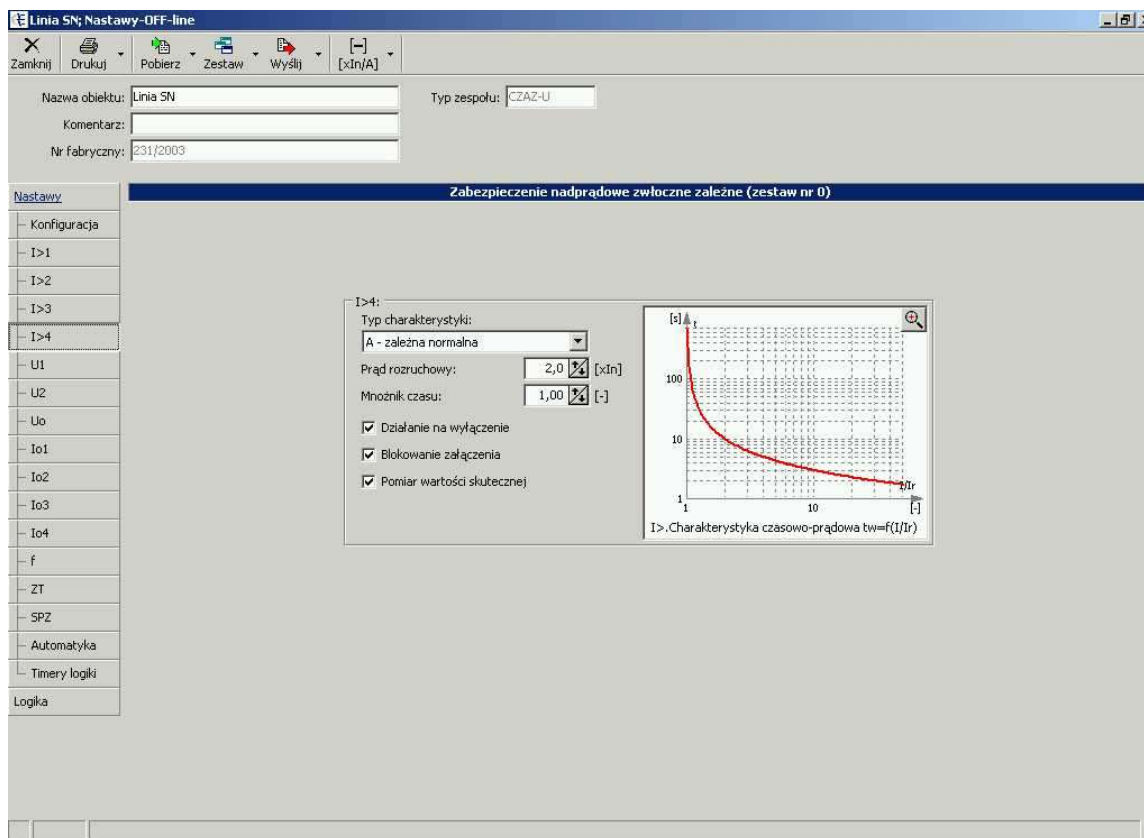 Linia SN; Nastawy-OFF-line
Zamknij Drukuj Pobierz Zestaw Wyślij [xIn/A]
Nazwa obiektu: Linia SN Typ zespołu: CZAZ-U
Komentarz:
Nr fabryczny: 231/2003
Nastawy
Zabezpieczenie nadprądowe zwłoczne zależne (zestaw nr 0)
Konfiguracja
I>1
I>2
I>3
I>4
U1
U2
Uo
Io1
Io2
Io3
Io4
f
ZT
SPZ
Automatyka
Timery logiki
Logika
I>4:
Typ charakterystyki:
A - zależna normalna
Prąd rozruchowy: 2,0 [xIn]
Mnożnik czasu: 1,00 [-]
Działanie na wyłączenie
Blokowanie załączenia
Pomiar wartości skutecznej
[s] t
100
10
1
1 10 [-]
I/Ir
I>.Charakterystyka czasowo-prądowa tw=f(I/Ir)